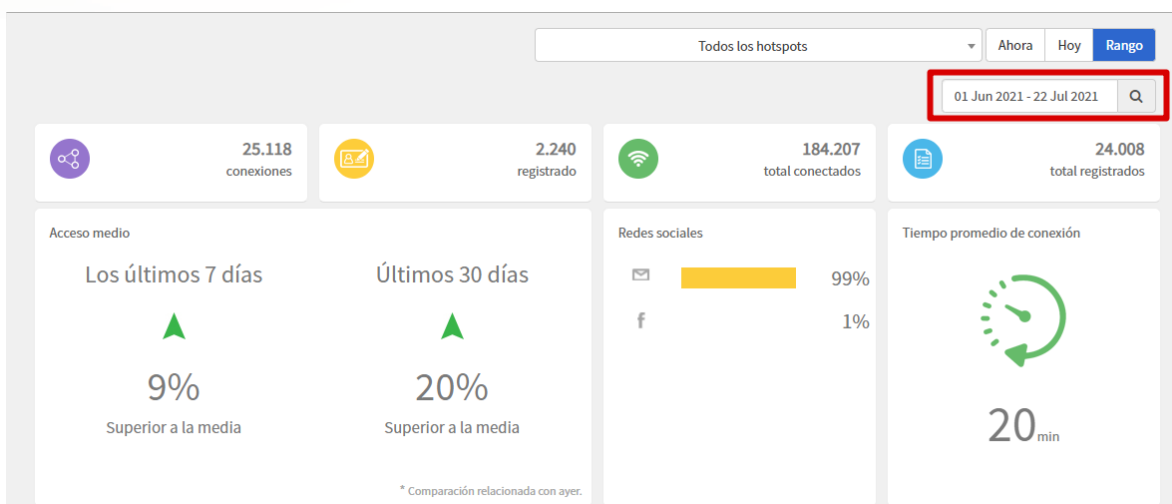 Todos los hotspots
Ahora
Hoy
Rango
01 Jun 2021 - 22 Jul 2021
25.118
conexiones
2.240
registrado
184.207
total conectados
24.008
total registrados
Acceso medio
Los últimos 7 días
9%
Superior a la media
Últimos 30 días
20%
Superior a la media
* Comparación relacionada con ayer.
Redes sociales
99%
f
1%
Tiempo promedio de conexión
20 min